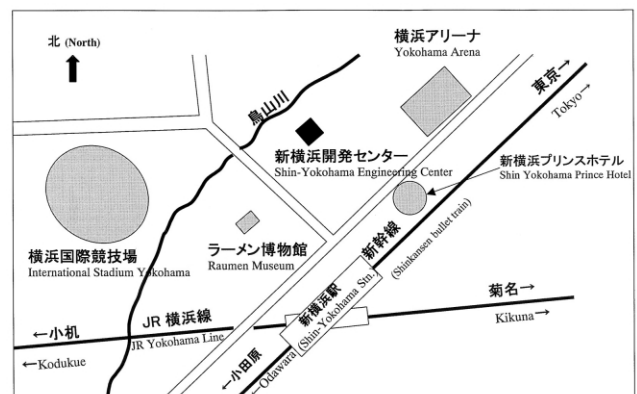 北 (North)
横浜アリーナ
Yokohama Arena
東京→
Tokyo→
鳥山川
新横浜開発センター
Shin-Yokohama Engineering Center
新横浜プリンスホテル
Shin Yokohama Prince Hotel
横浜国際競技場
International Stadium Yokohama
ラーメン博物館
Raumen Museum
新幹線
(Shinkansen bullet train)
新横浜駅
(Shin-Yokohama Stn.)
菊名→
Kikuna→
JR 横浜線
JR Yokohama Line
←小机
←Kodukue
←小田原
←Odawara